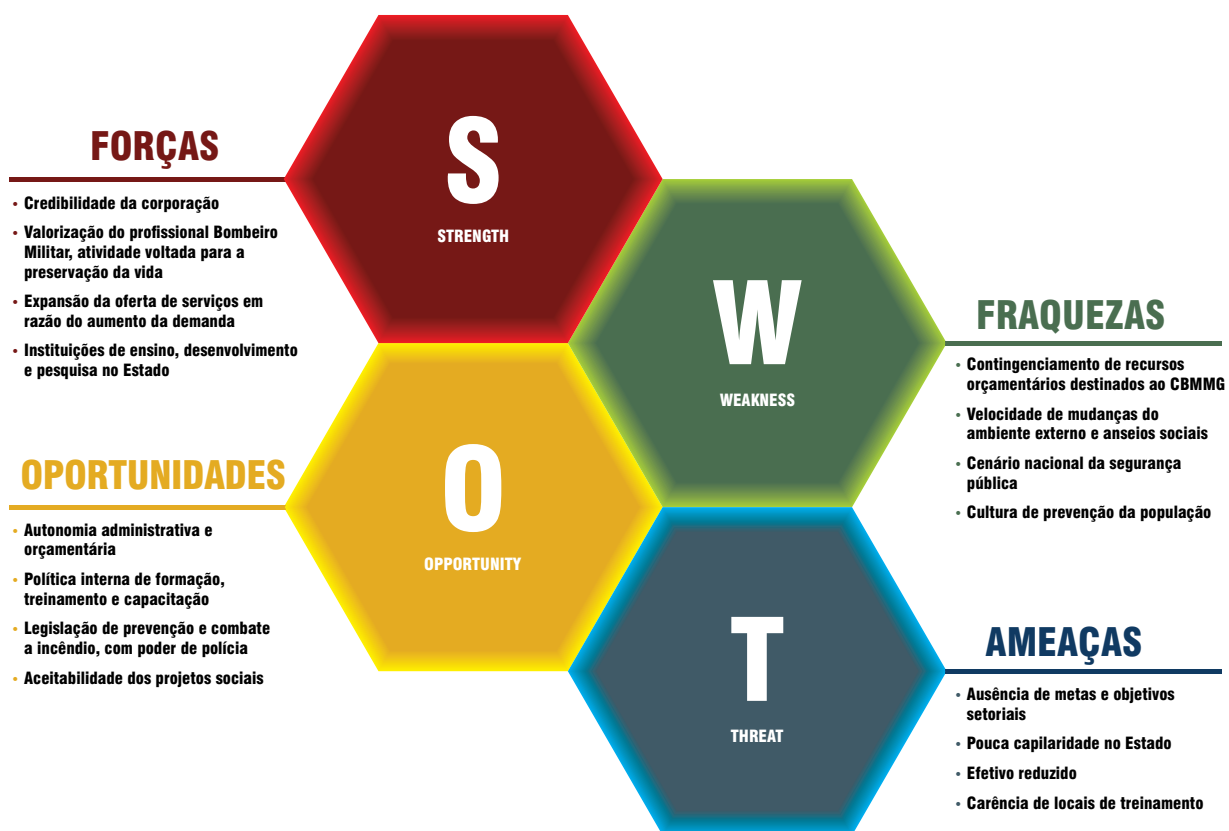 FORÇAS
• Credibilidade da corporação
• Valorização do profissional Bombeiro
Militar, atividade voltada para a
preservação da vida
• Expansão da oferta de serviços em
razão do aumento da demanda
• Instituições de ensino, desenvolvimento
e pesquisa no Estado
S
STRENGTH
W
WEAKNESS
FRAQUEZAS
• Contingenciamento de recursos
orçamentários destinados ao CBMMG
• Velocidade de mudanças do
ambiente externo e anseios sociais
• Cenário nacional da segurança
pública
• Cultura de prevenção da população
OPORTUNIDADES
• Autonomia administrativa e
orçamentária
• Política interna de formação,
treinamento e capacitação
• Legislação de prevenção e combate
a incêndio, com poder de polícia
• Aceitabilidade dos projetos sociais
O
OPPORTUNITY
T
THREAT
AMEAÇAS
• Ausência de metas e objetivos
setoriais
• Pouca capilaridade no Estado
• Efetivo reduzido
• Carência de locais de treinamento